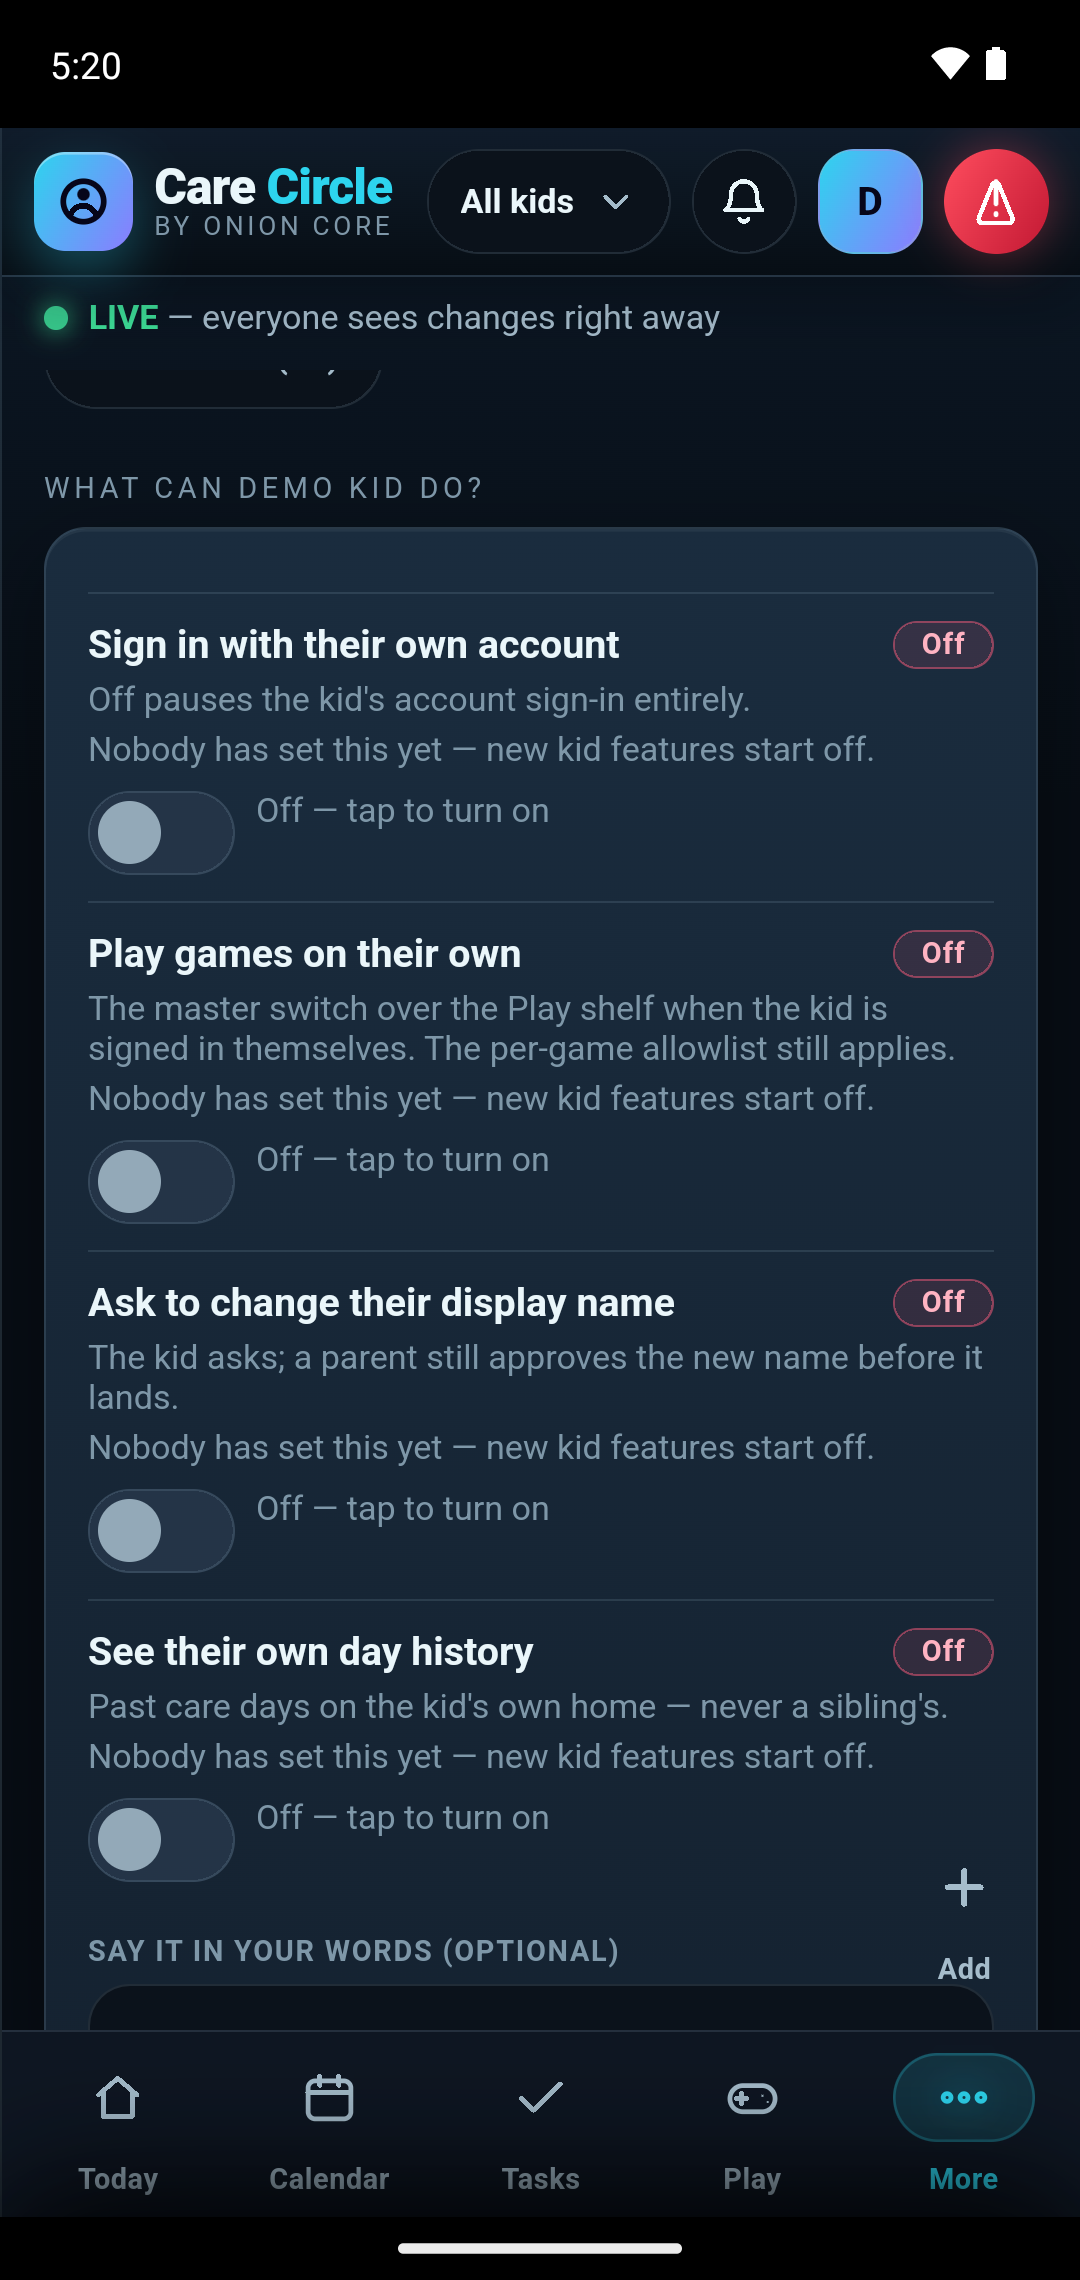 5:20
Care Circle
BY ONION CORE
All kids
D
LIVE — everyone sees changes right away
WHAT CAN DEMO KID DO?
Sign in with their own account
Off
Off pauses the kid's account sign-in entirely.
Nobody has set this yet — new kid features start off.
Off — tap to turn on
Play games on their own
Off
The master switch over the Play shelf when the kid is
signed in themselves. The per-game allowlist still applies.
Nobody has set this yet — new kid features start off.
Off — tap to turn on
Ask to change their display name
Off
The kid asks; a parent still approves the new name before it
lands.
Nobody has set this yet — new kid features start off.
Off — tap to turn on
See their own day history
Off
Past care days on the kid's own home — never a sibling's.
Nobody has set this yet — new kid features start off.
Off — tap to turn on
SAY IT IN YOUR WORDS (OPTIONAL)
Add
Today
Calendar
Tasks
Play
More